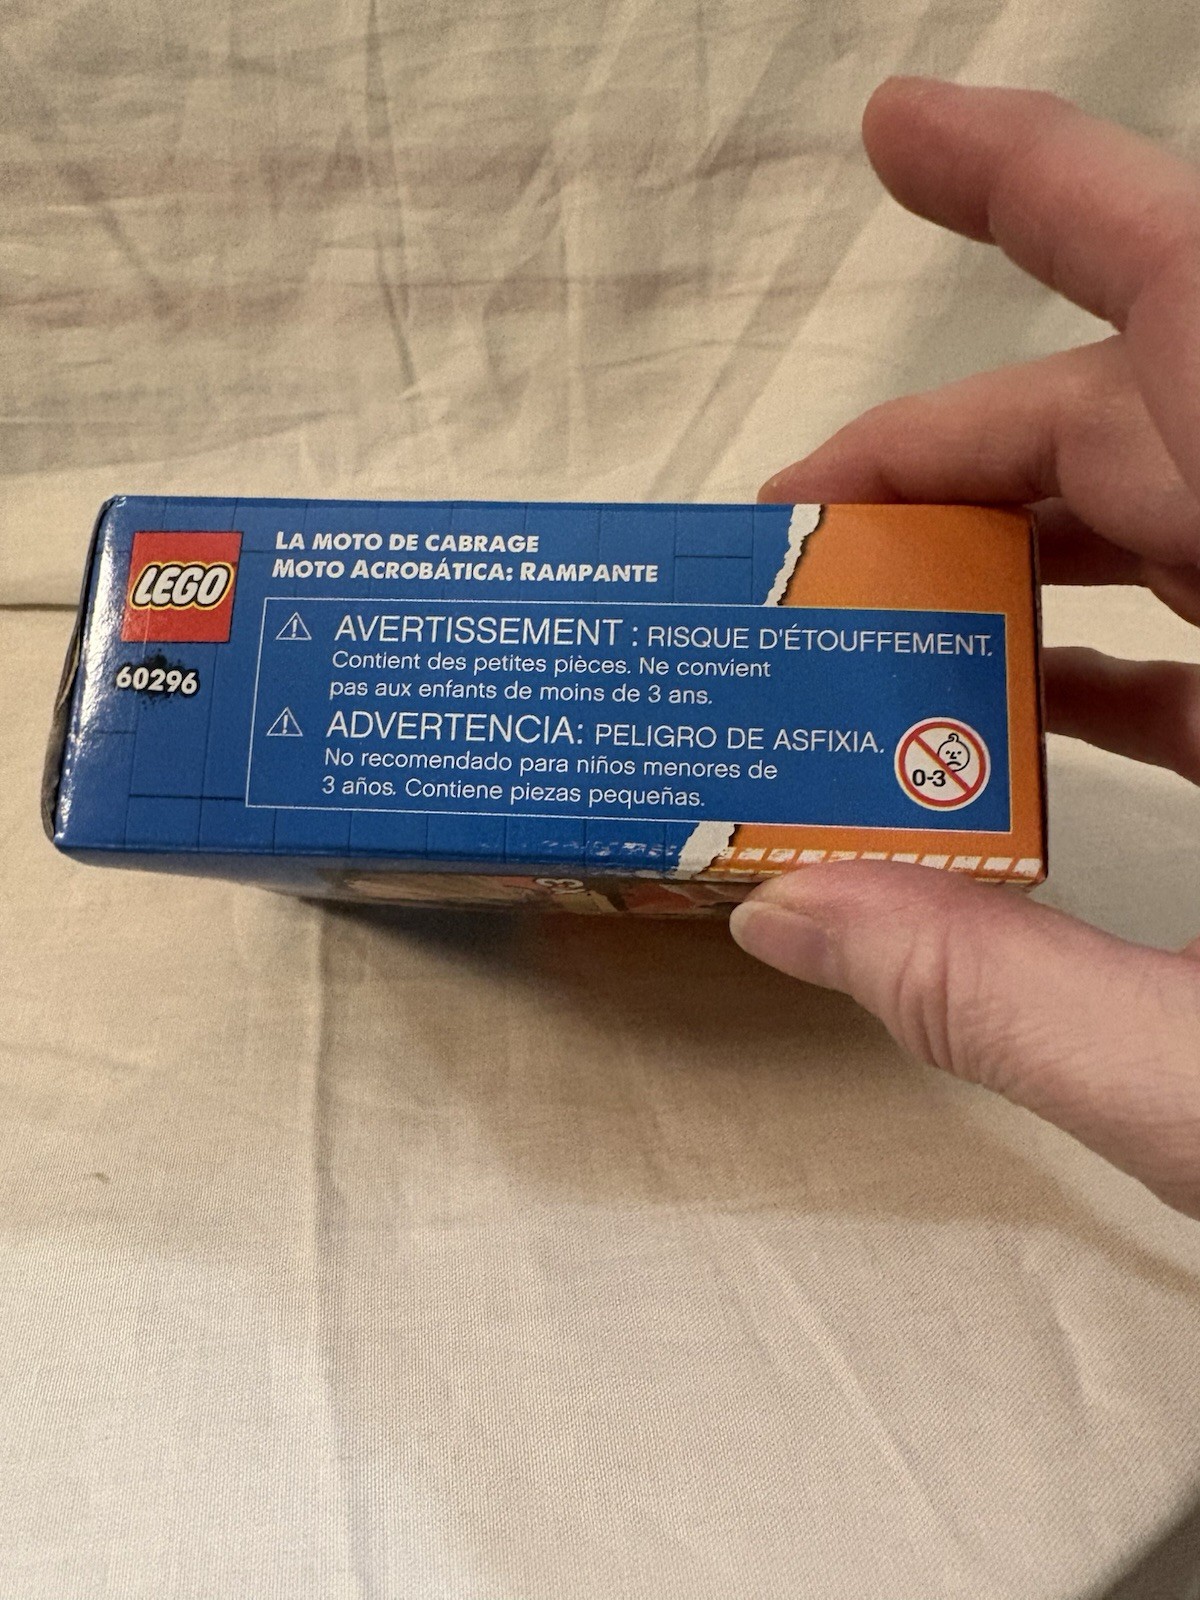 LEGO
60296
LA MOTO DE CABRAGE
MOTO ACROBÁTICA: RAMPANTE
AVERTISSEMENT : RISQUE D'ÉTOUFFEMENT.
Contient des petites pièces. Ne convient
pas aux enfants de moins de 3 ans.
ADVERTENCIA: PELIGRO DE ASFIXIA.
No recomendado para niños menores de
3 años. Contiene piezas pequeñas.
0-3